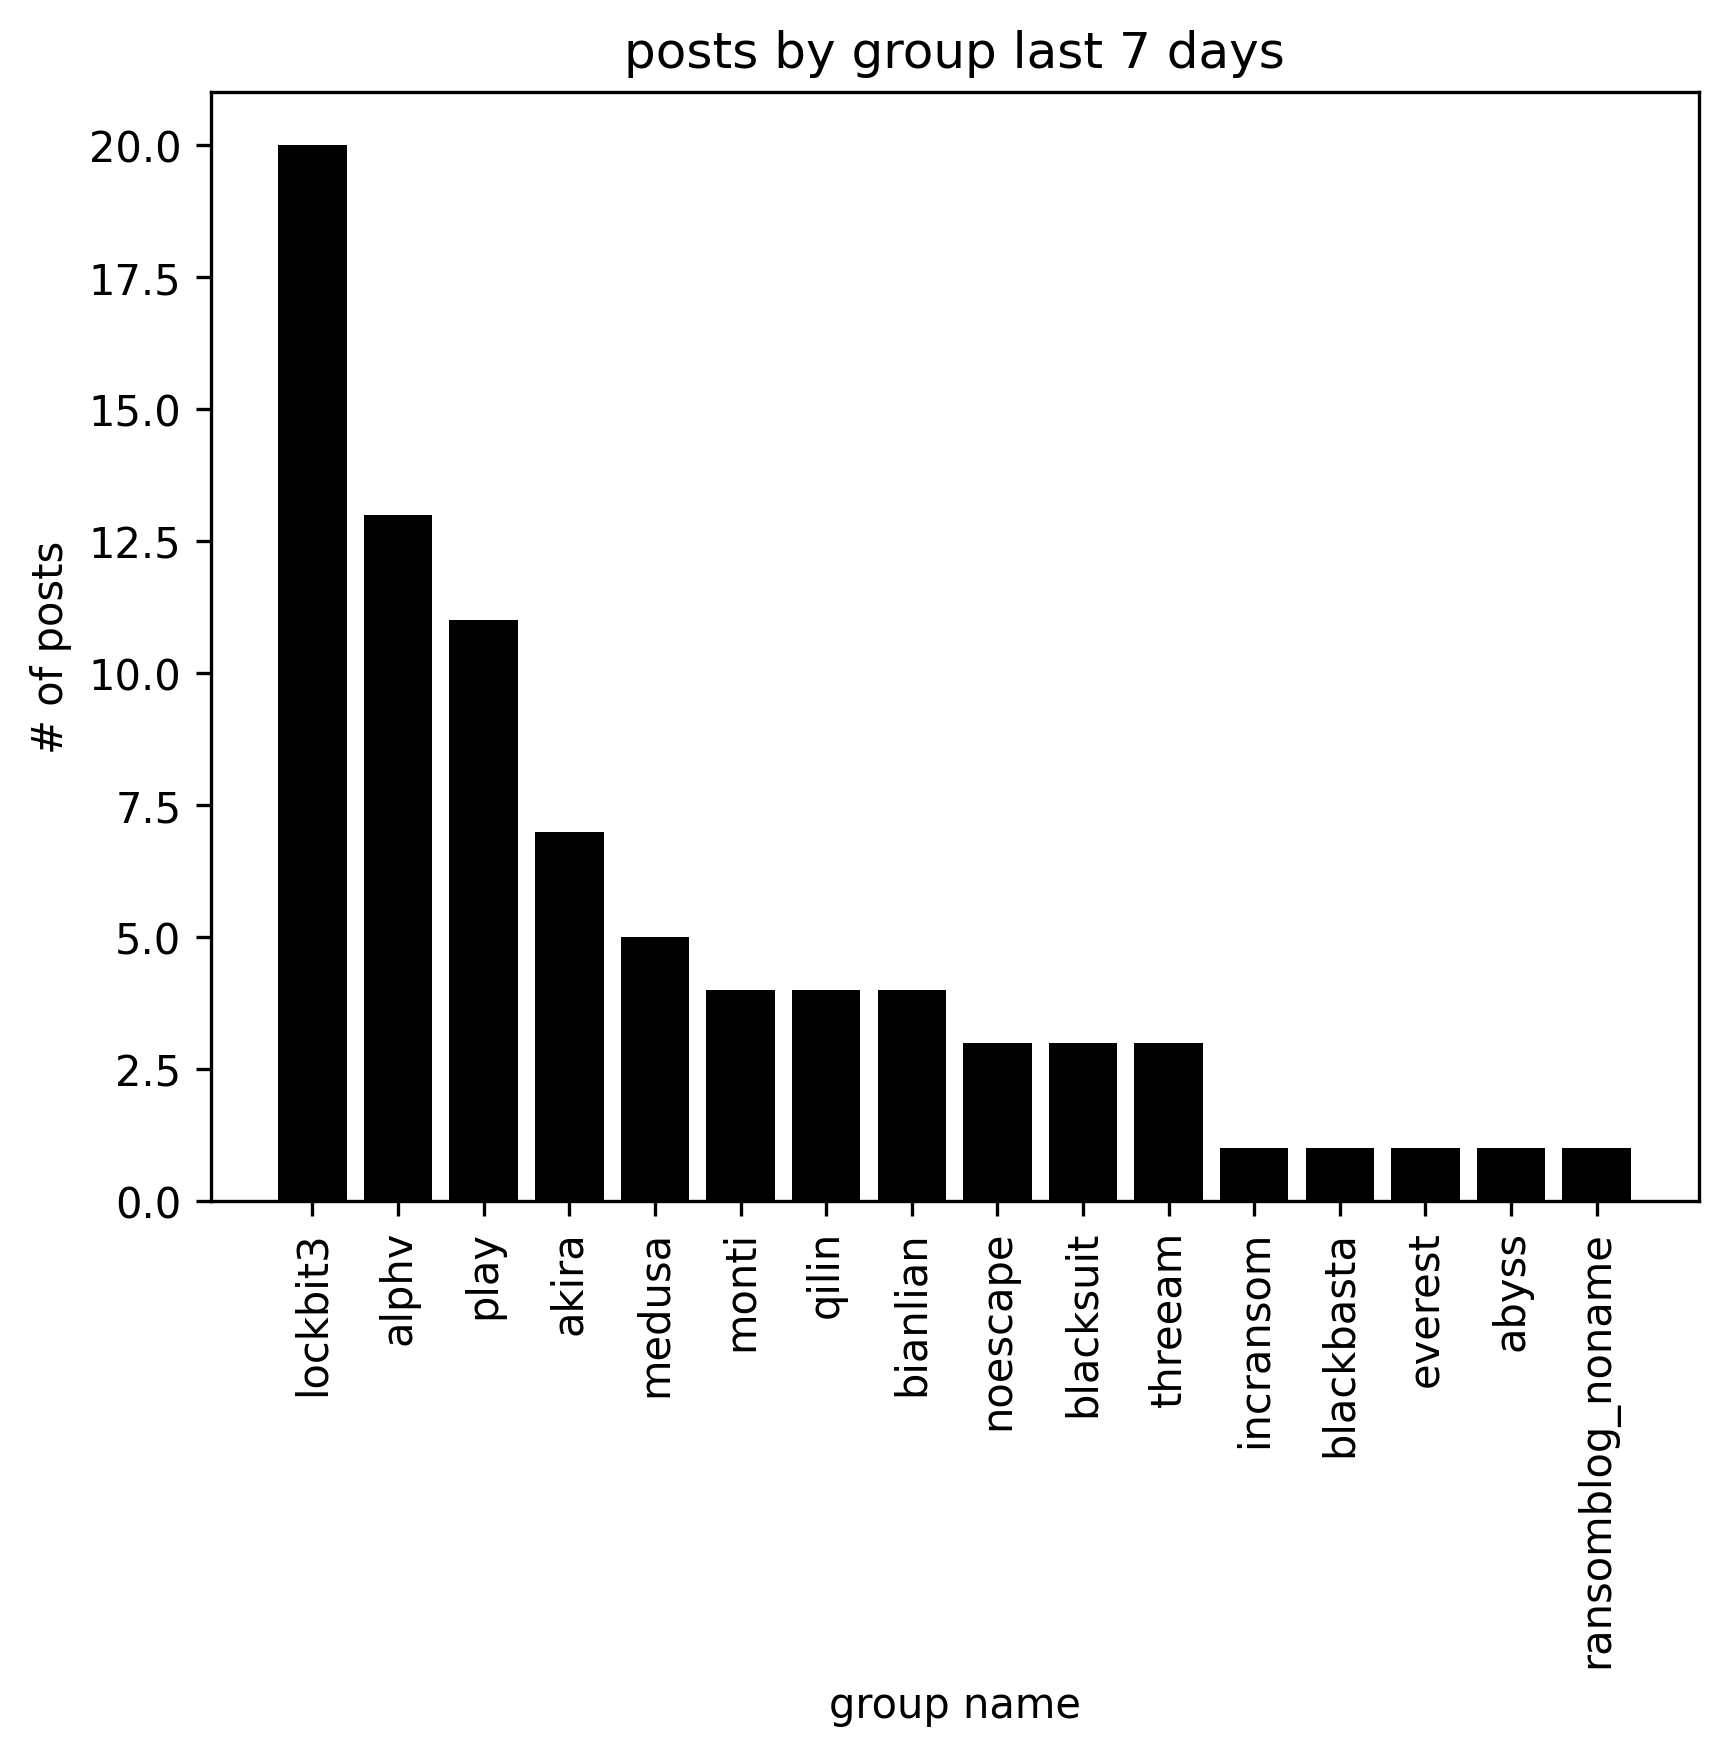 posts by group last 7 days
# of posts
20.0
17.5
15.0
12.5
10.0
7.5
5.0
2.5
0.0
lockbit3
alphv
play
akira
medusa
monti
qilin
bianlian
noescape
blacksuit
threeam
incransom
blackbasta
everest
abyss
ransomblog_noname
group name